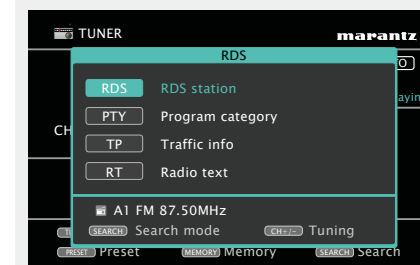 TUNER
marantz
RDS
RDS RDS station
PTY Program category
TP Traffic info
RT Radio text
CH
A1 FM 87.50MHz
SEARCH Search mode CH+/- Tuning
PRESET Preset MEMORY Memory SEARCH Search